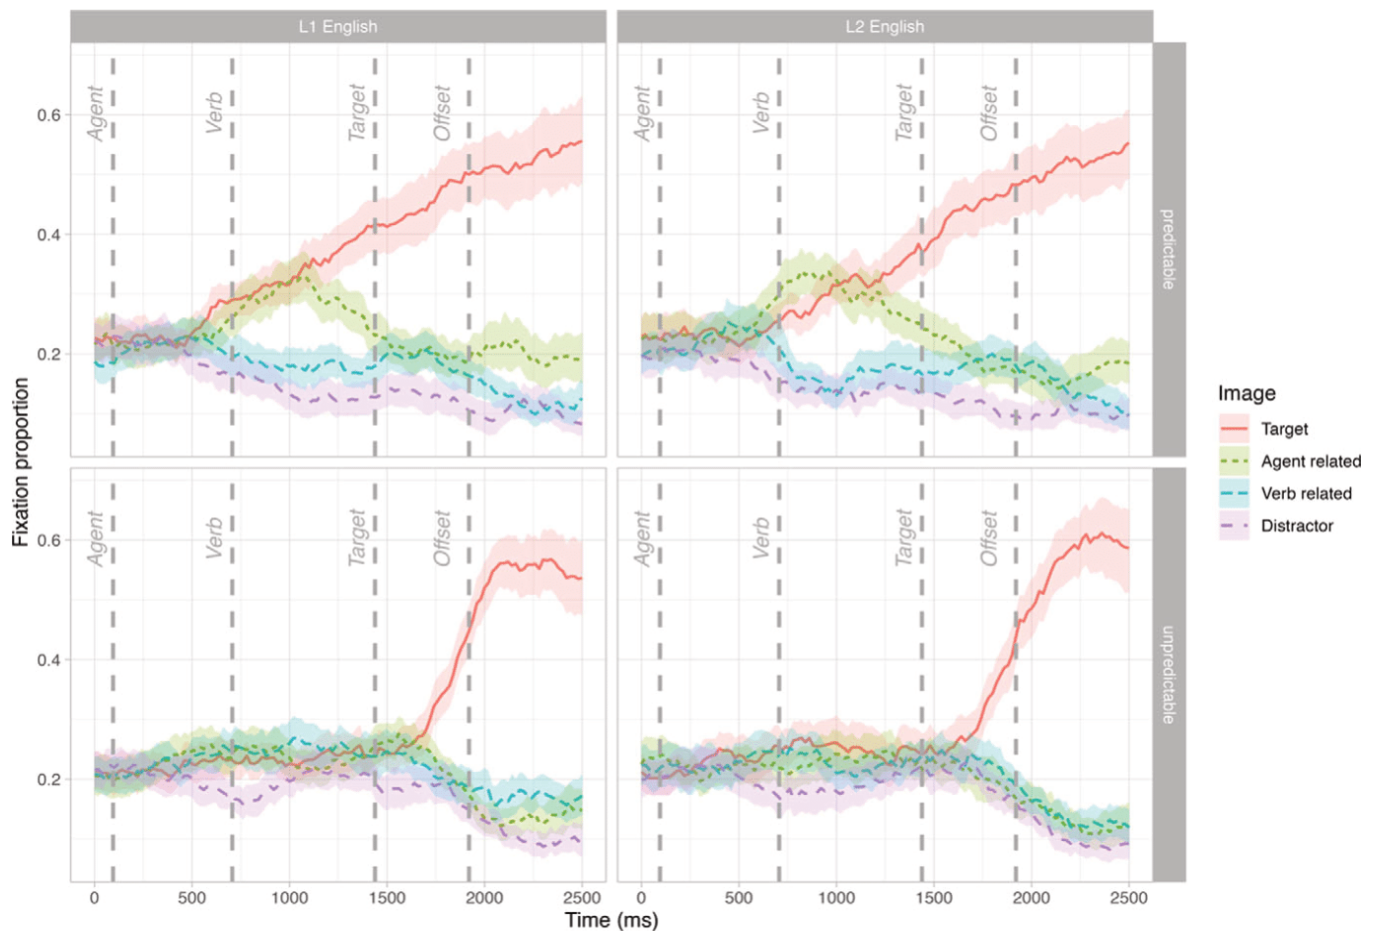 L1 English
L2 English
Agent
Verb
Target
Offset
Agent
Verb
Target
Offset
0.6
0.4
0.2
predictable
Fixation proportion
Agent
Verb
Target
Offset
Agent
Verb
Target
Offset
0.6
0.4
0.2
unpredictable
0 500 1000 1500 2000 2500
0 500 1000 1500 2000 2500
Time (ms)
Image
Target
Agent related
Verb related
Distractor